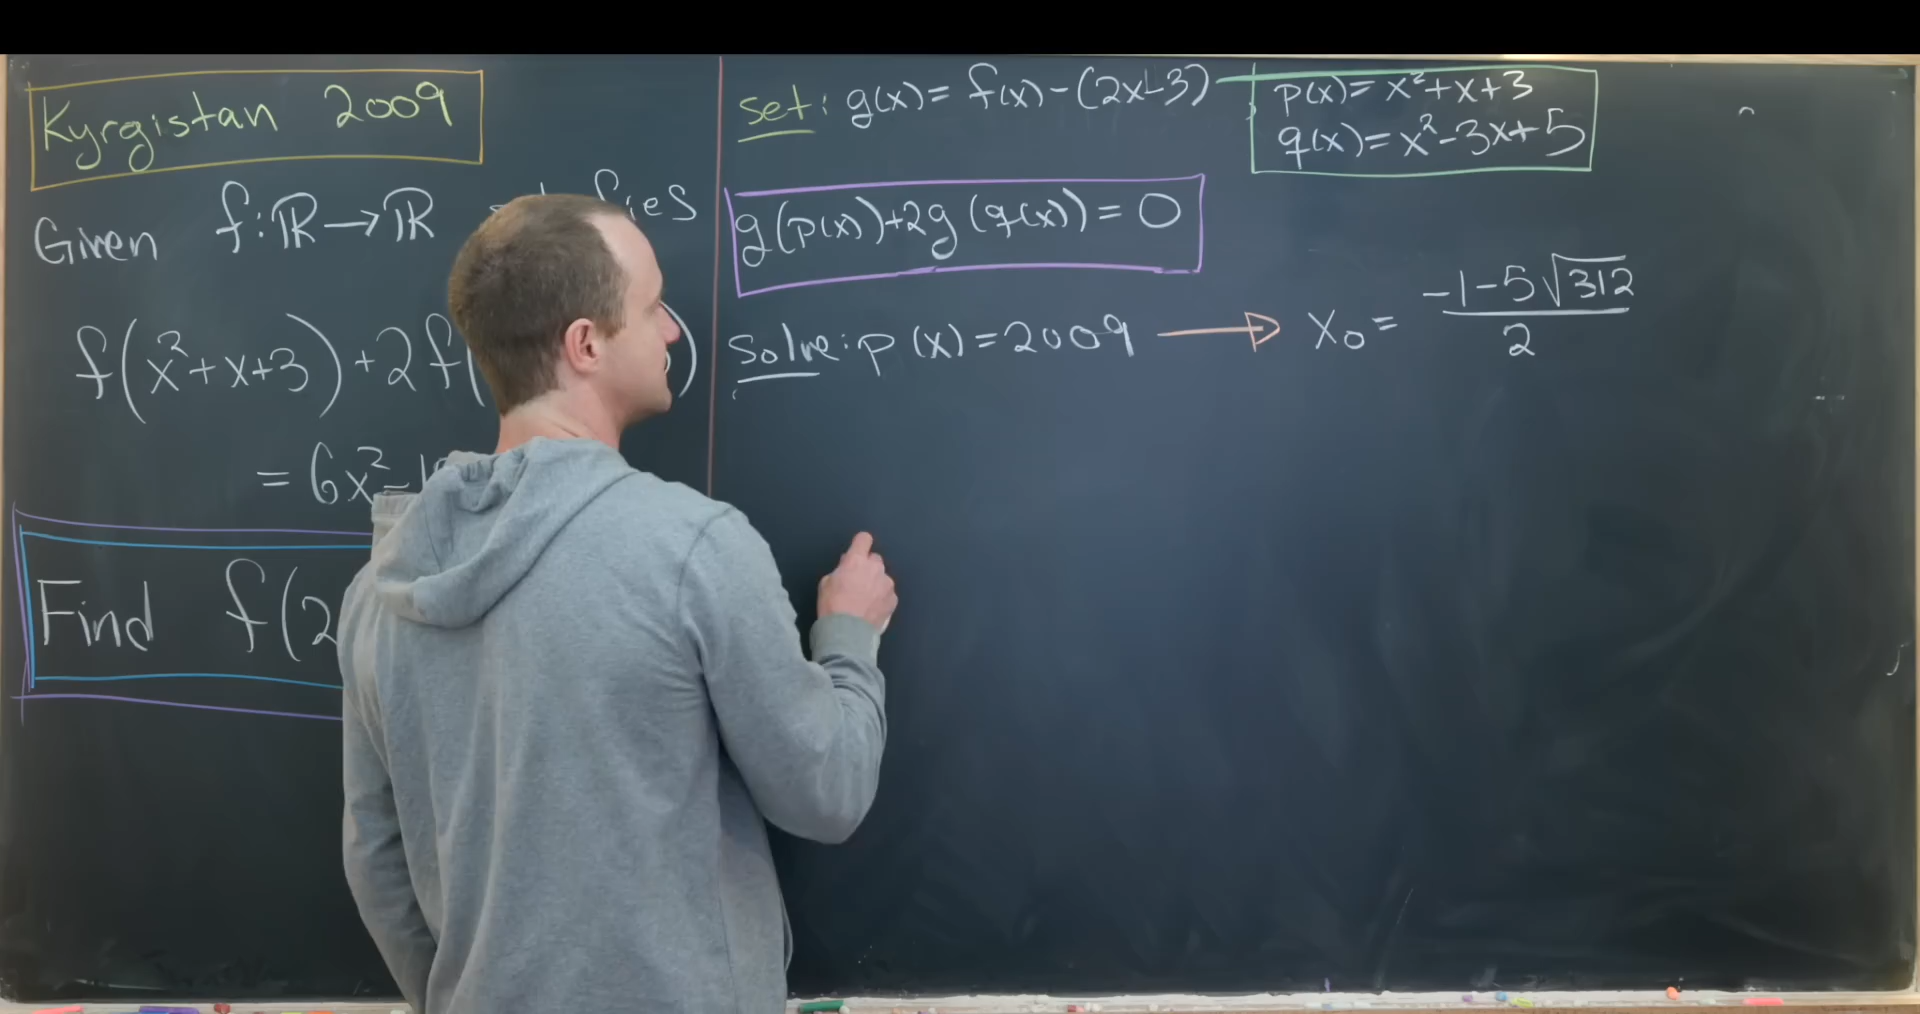 Kyrgistan 2009
Given f:ℝ→ℝ
f(x²+x+3)+2f( )
= 6x²-1
Find f(2
set: g(x)= f(x)-(2x-3)
p(x)= x²+x+3
q(x)= x²-3x+5
g(p(x))+2g(q(x))=0
Solve: p(x)=2009 → x₀= (-1-5√312)/2